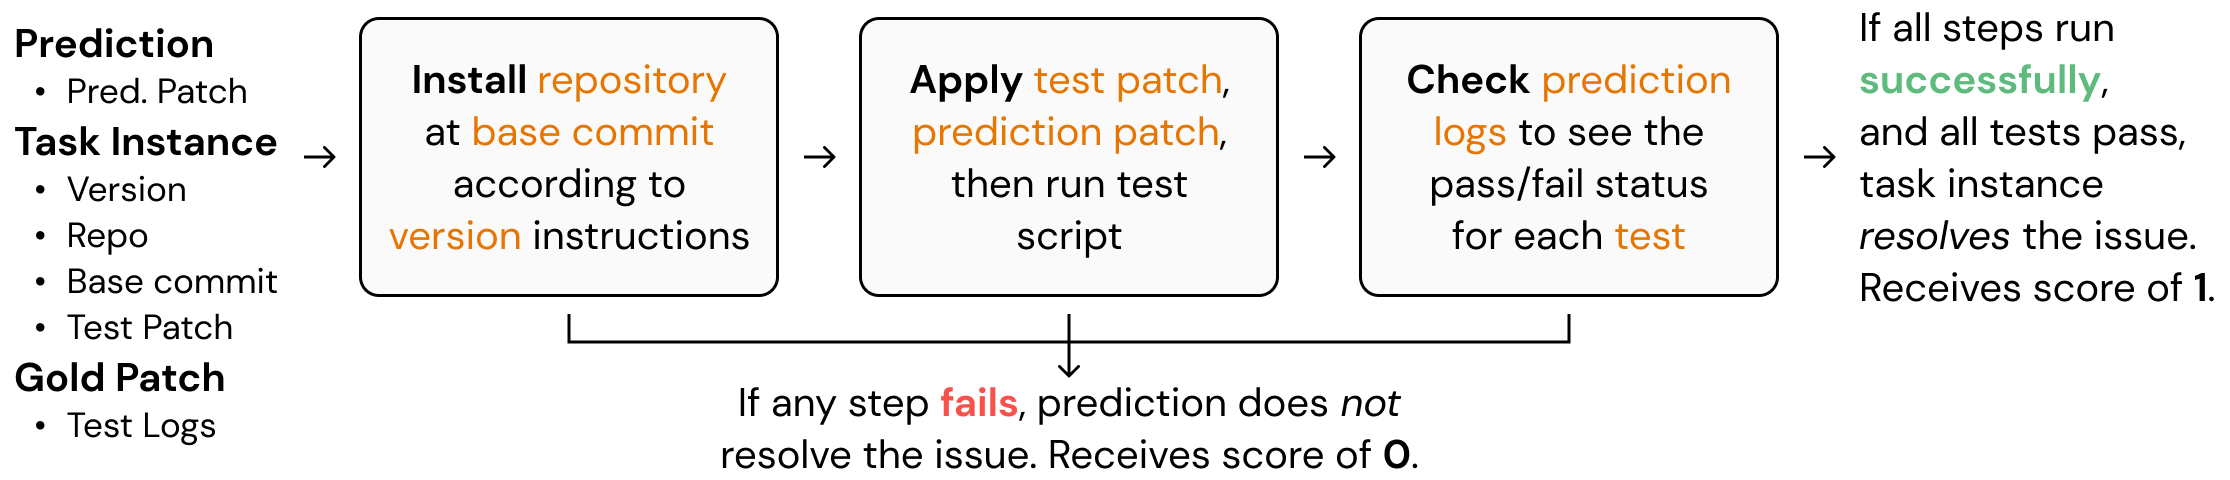 Prediction
• Pred. Patch
Task Instance
• Version
• Repo
• Base commit
• Test Patch
Gold Patch
• Test Logs
Install repository
at base commit
according to
version instructions
Apply test patch,
prediction patch,
then run test
script
Check prediction
logs to see the
pass/fail status
for each test
If all steps run
successfully,
and all tests pass,
task instance
resolves the issue.
Receives score of 1.
If any step fails, prediction does not
resolve the issue. Receives score of 0.